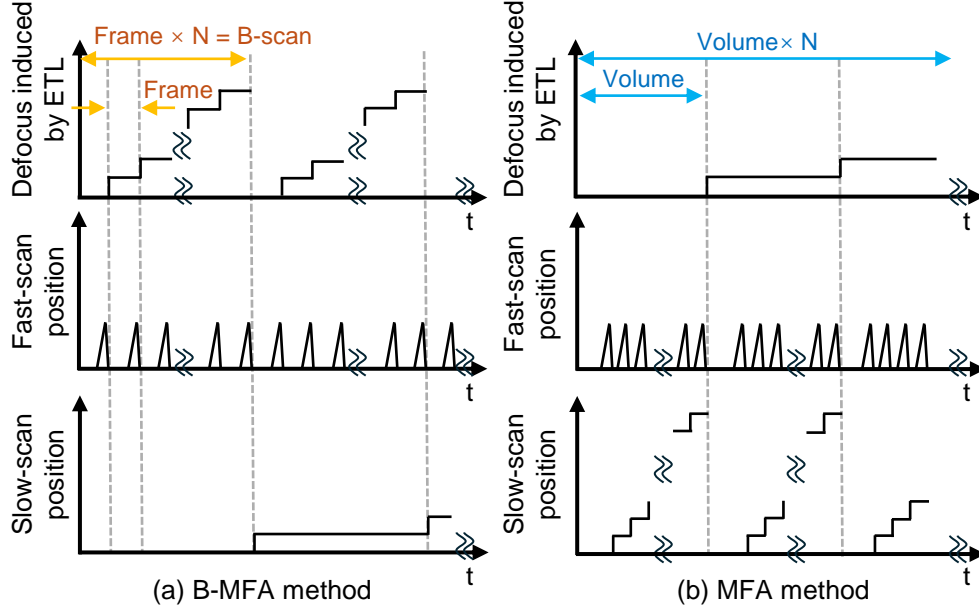 Defocus induced
by ETL
Frame × N = B-scan
Frame
t
Fast-scan
position
t
Slow-scan
position
t
(a) B-MFA method
Defocus induced
by ETL
Volume× N
Volume
t
Fast-scan
position
t
Slow-scan
position
t
(b) MFA method